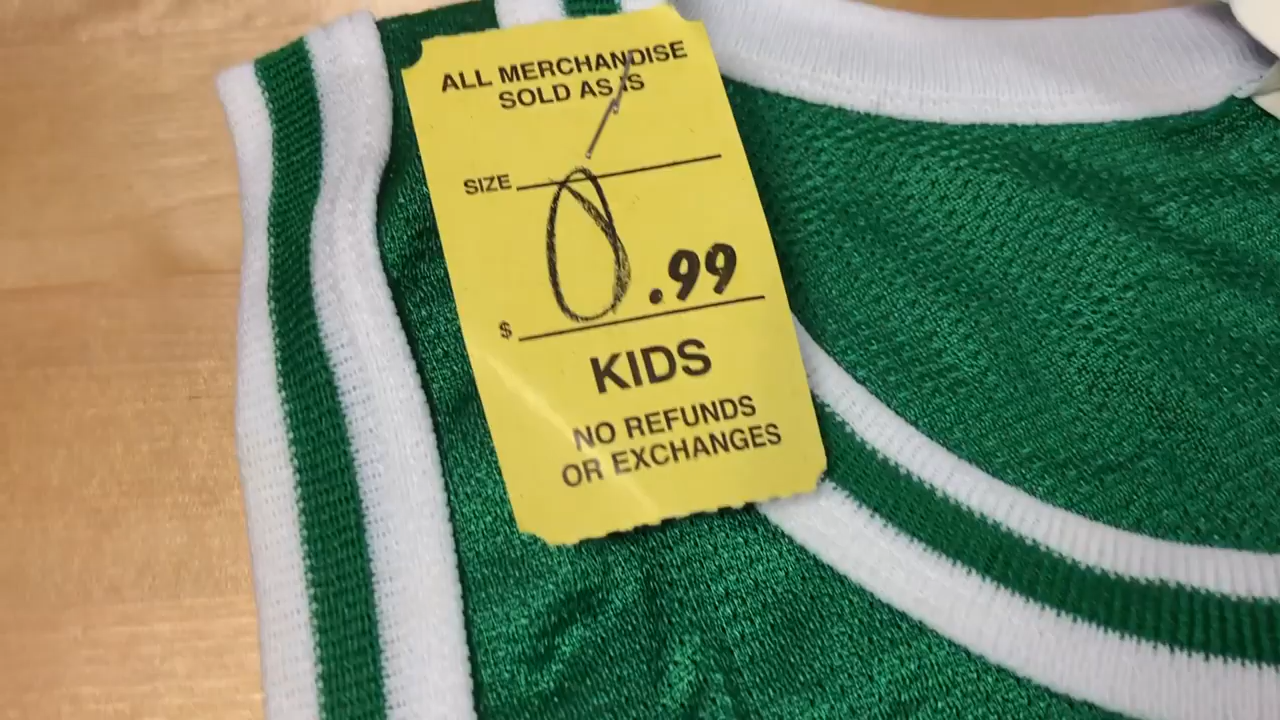 ALL MERCHANDISE
SOLD AS IS
SIZE
$ 0.99
KIDS
NO REFUNDS
OR EXCHANGES